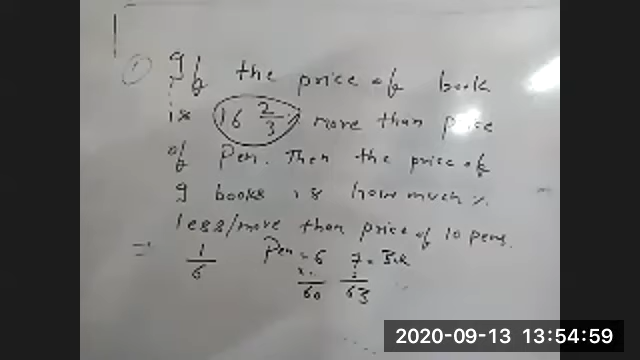 ① If the price of book
is 16 2/3 % more than price
of Pen. Then the price of
9 books is how much %
less/more than price of 10 pens.
⇒ 1/6 Pen = 6 7 =
60 63
2020-09-13 13:54:59